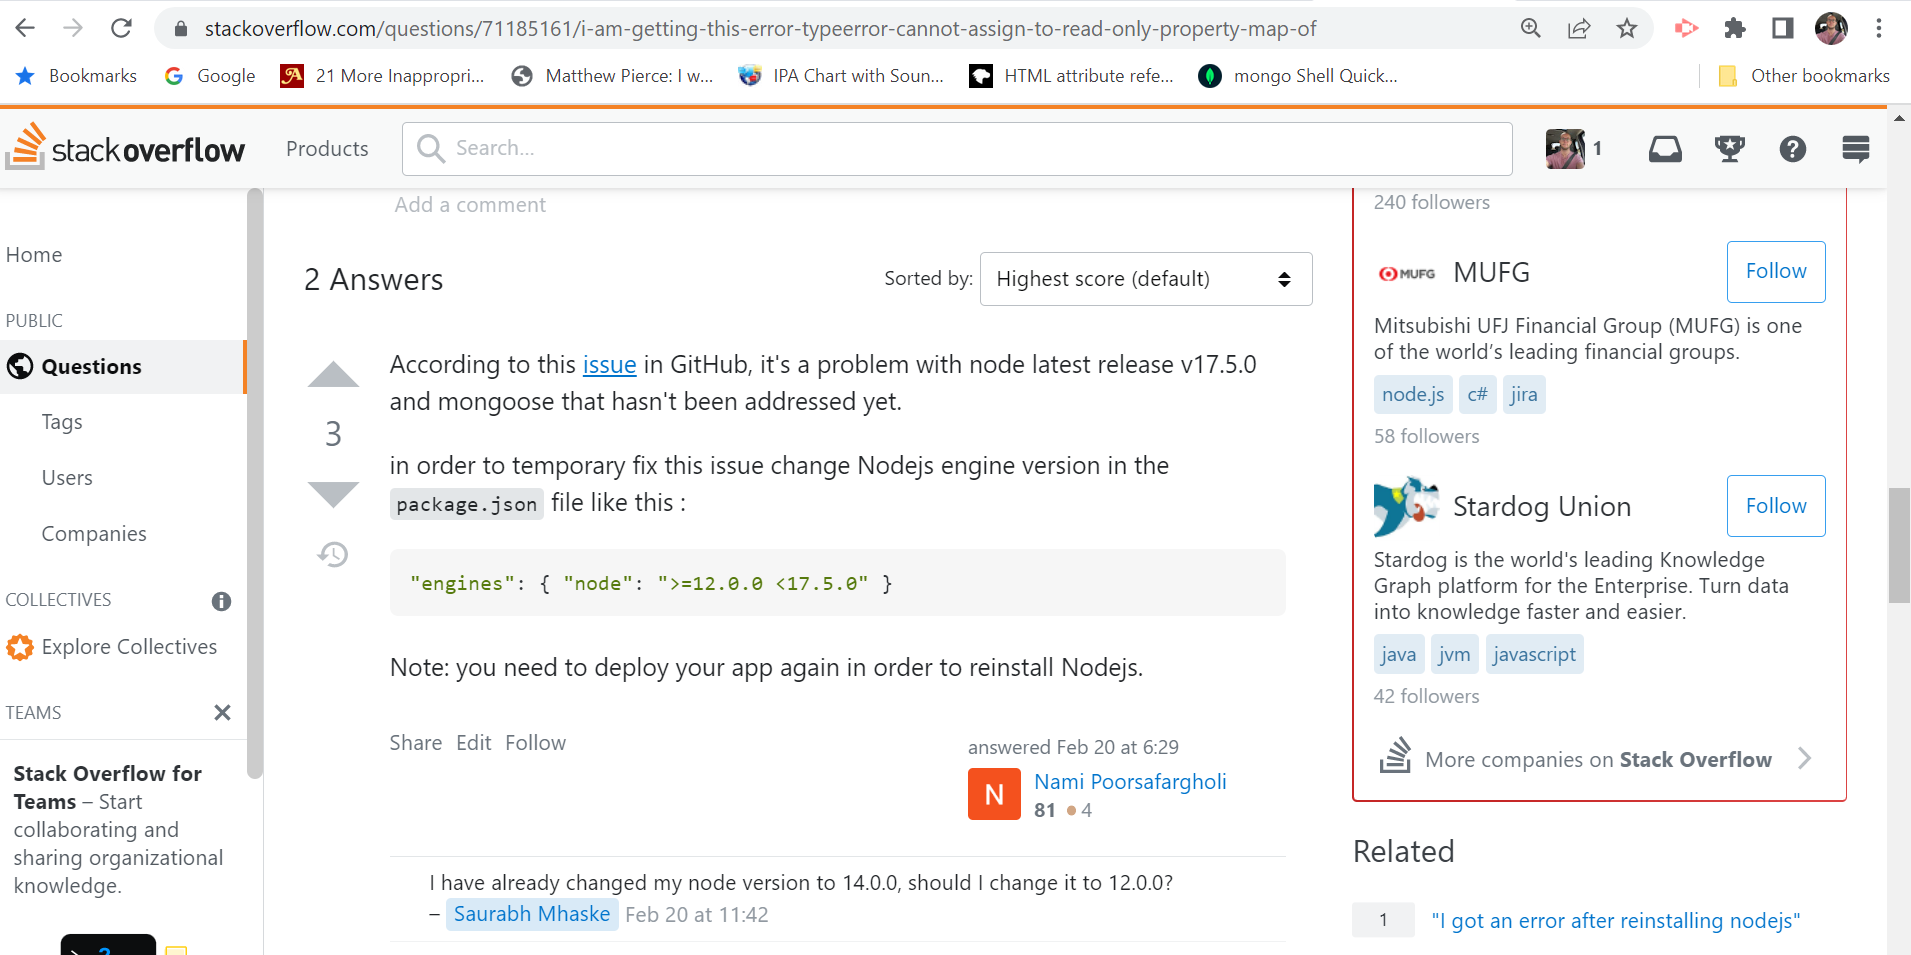 stackoverflow.com/questions/71185161/i-am-getting-this-error-typeerror-cannot-assign-to-read-only-property-map-of
Bookmarks Google 21 More Inappropri... Matthew Pierce: I w... IPA Chart with Soun... HTML attribute refe... mongo Shell Quick... Other bookmarks
stackoverflow Products Search... 1
Add a comment
240 followers
Home
2 Answers
Sorted by: Highest score (default)
MUFG MUFG Follow
Mitsubishi UFJ Financial Group (MUFG) is one
of the world's leading financial groups.
node.js c# jira
58 followers
PUBLIC
Questions
Tags
Users
Companies
COLLECTIVES
Explore Collectives
TEAMS
Stack Overflow for
Teams – Start
collaborating and
sharing organizational
knowledge.
According to this issue in GitHub, it's a problem with node latest release v17.5.0
and mongoose that hasn't been addressed yet.
3
in order to temporary fix this issue change Nodejs engine version in the
package.json file like this :
"engines": { "node": ">=12.0.0 <17.5.0" }
Note: you need to deploy your app again in order to reinstall Nodejs.
Share Edit Follow
answered Feb 20 at 6:29
N Nami Poorsafargholi
81 4
I have already changed my node version to 14.0.0, should I change it to 12.0.0?
– Saurabh Mhaske Feb 20 at 11:42
Stardog Union Follow
Stardog is the world's leading Knowledge
Graph platform for the Enterprise. Turn data
into knowledge faster and easier.
java jvm javascript
42 followers
More companies on Stack Overflow
Related
1 "I got an error after reinstalling nodejs"